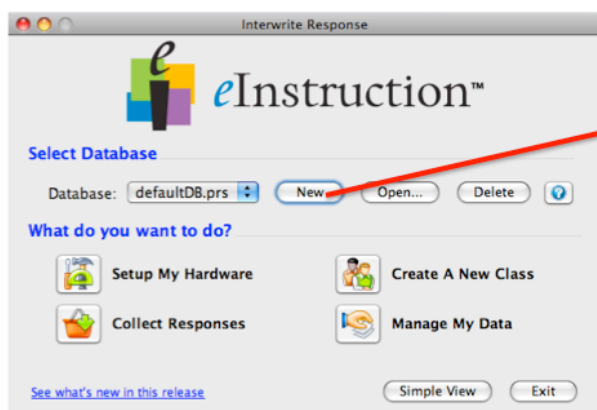 Interwrite Response
eInstruction™
Select Database
Database: defaultDB.prs New Open... Delete ?
What do you want to do?
Setup My Hardware Create A New Class
Collect Responses Manage My Data
See what's new in this release Simple View Exit